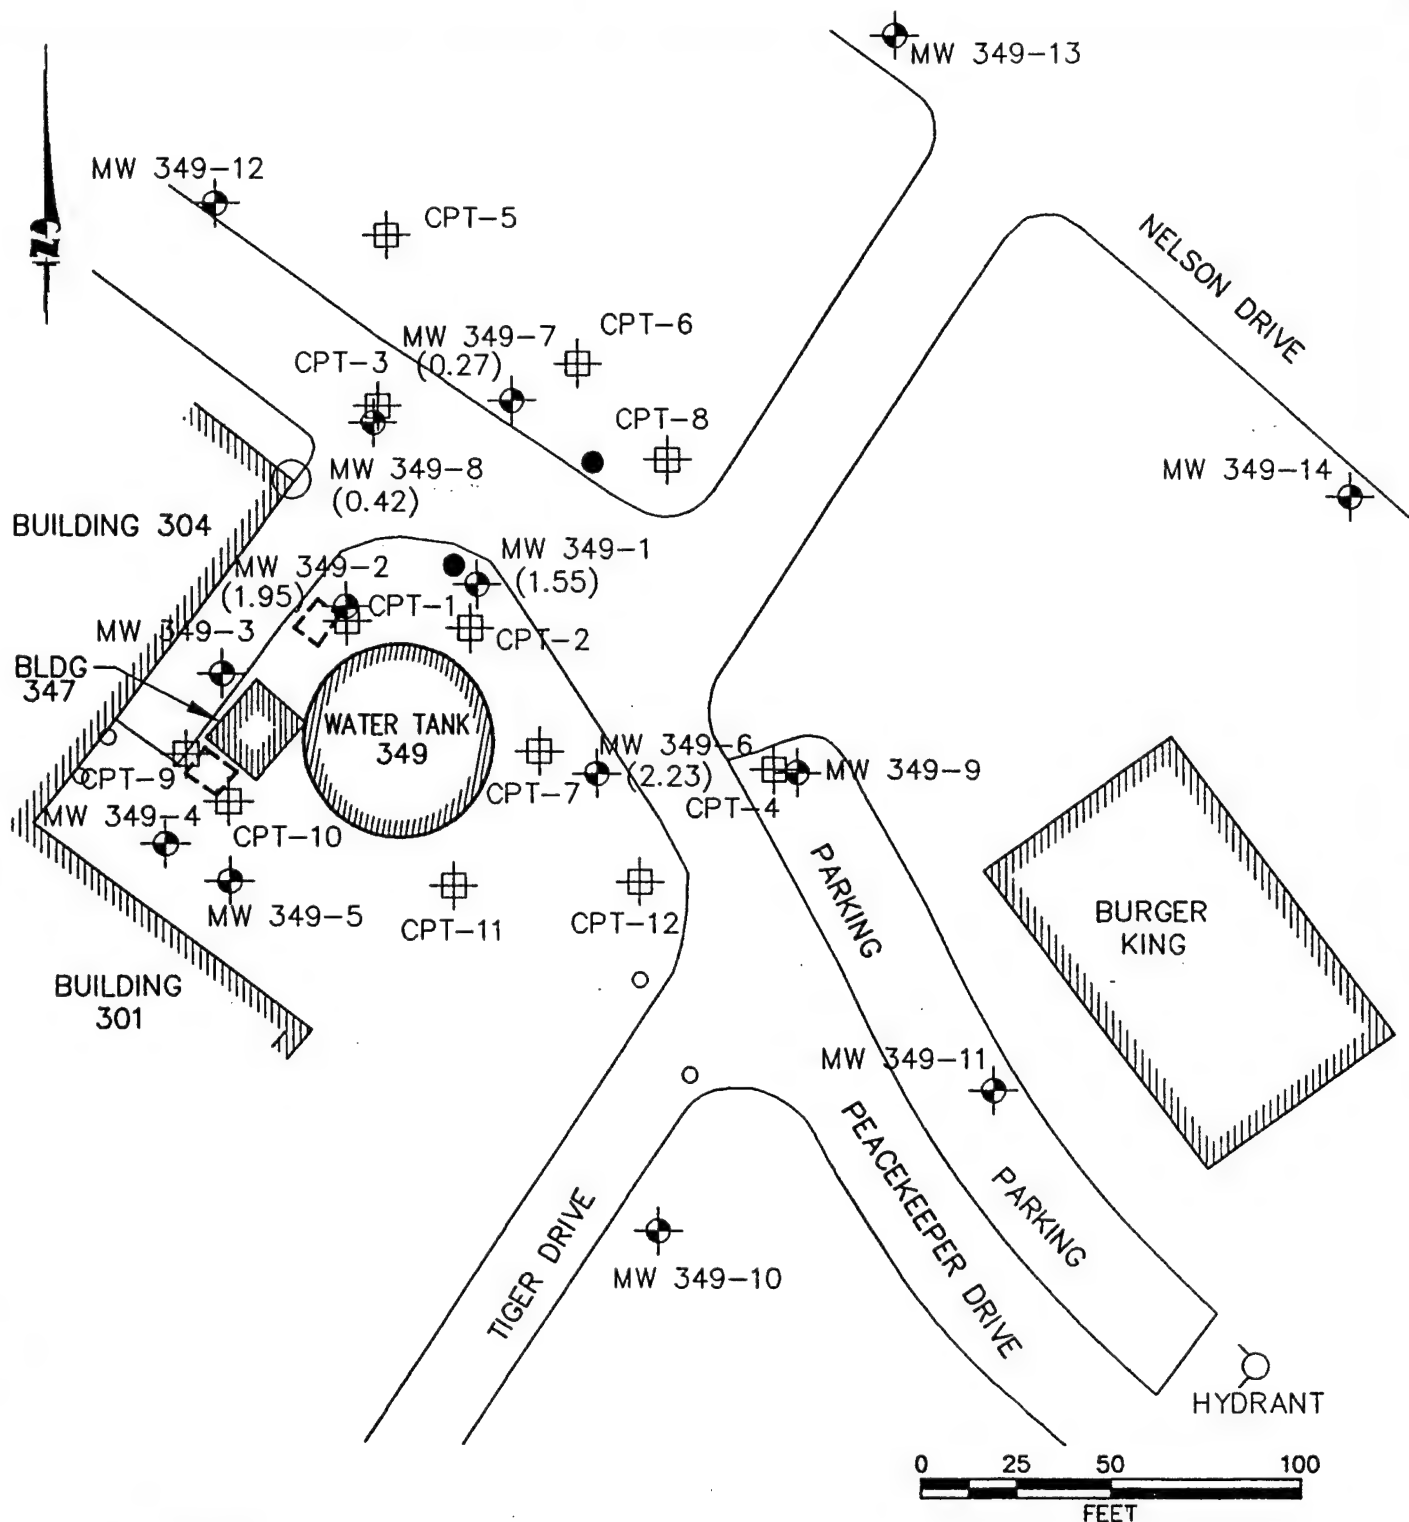 MW 349-13
MW 349-12
CPT-5
N
NELSON DRIVE
CPT-6
MW 349-7
(0.27)
CPT-3
CPT-8
MW 349-8
(0.42)
MW 349-14
BUILDING 304
MW 349-1
(1.55)
MW 349-2
(1.95)
CPT-1
CPT-2
MW 349-3
BLDG
347
WATER TANK
349
MW 349-6
(2.23)
MW 349-9
CPT-9
CPT-7
CPT-4
MW 349-4
CPT-10
PARKING
MW 349-5
CPT-11
CPT-12
BURGER
KING
BUILDING
301
MW 349-11
PEACEKEEPER DRIVE
PARKING
TIGER DRIVE
MW 349-10
HYDRANT
0 25 50 100
FEET